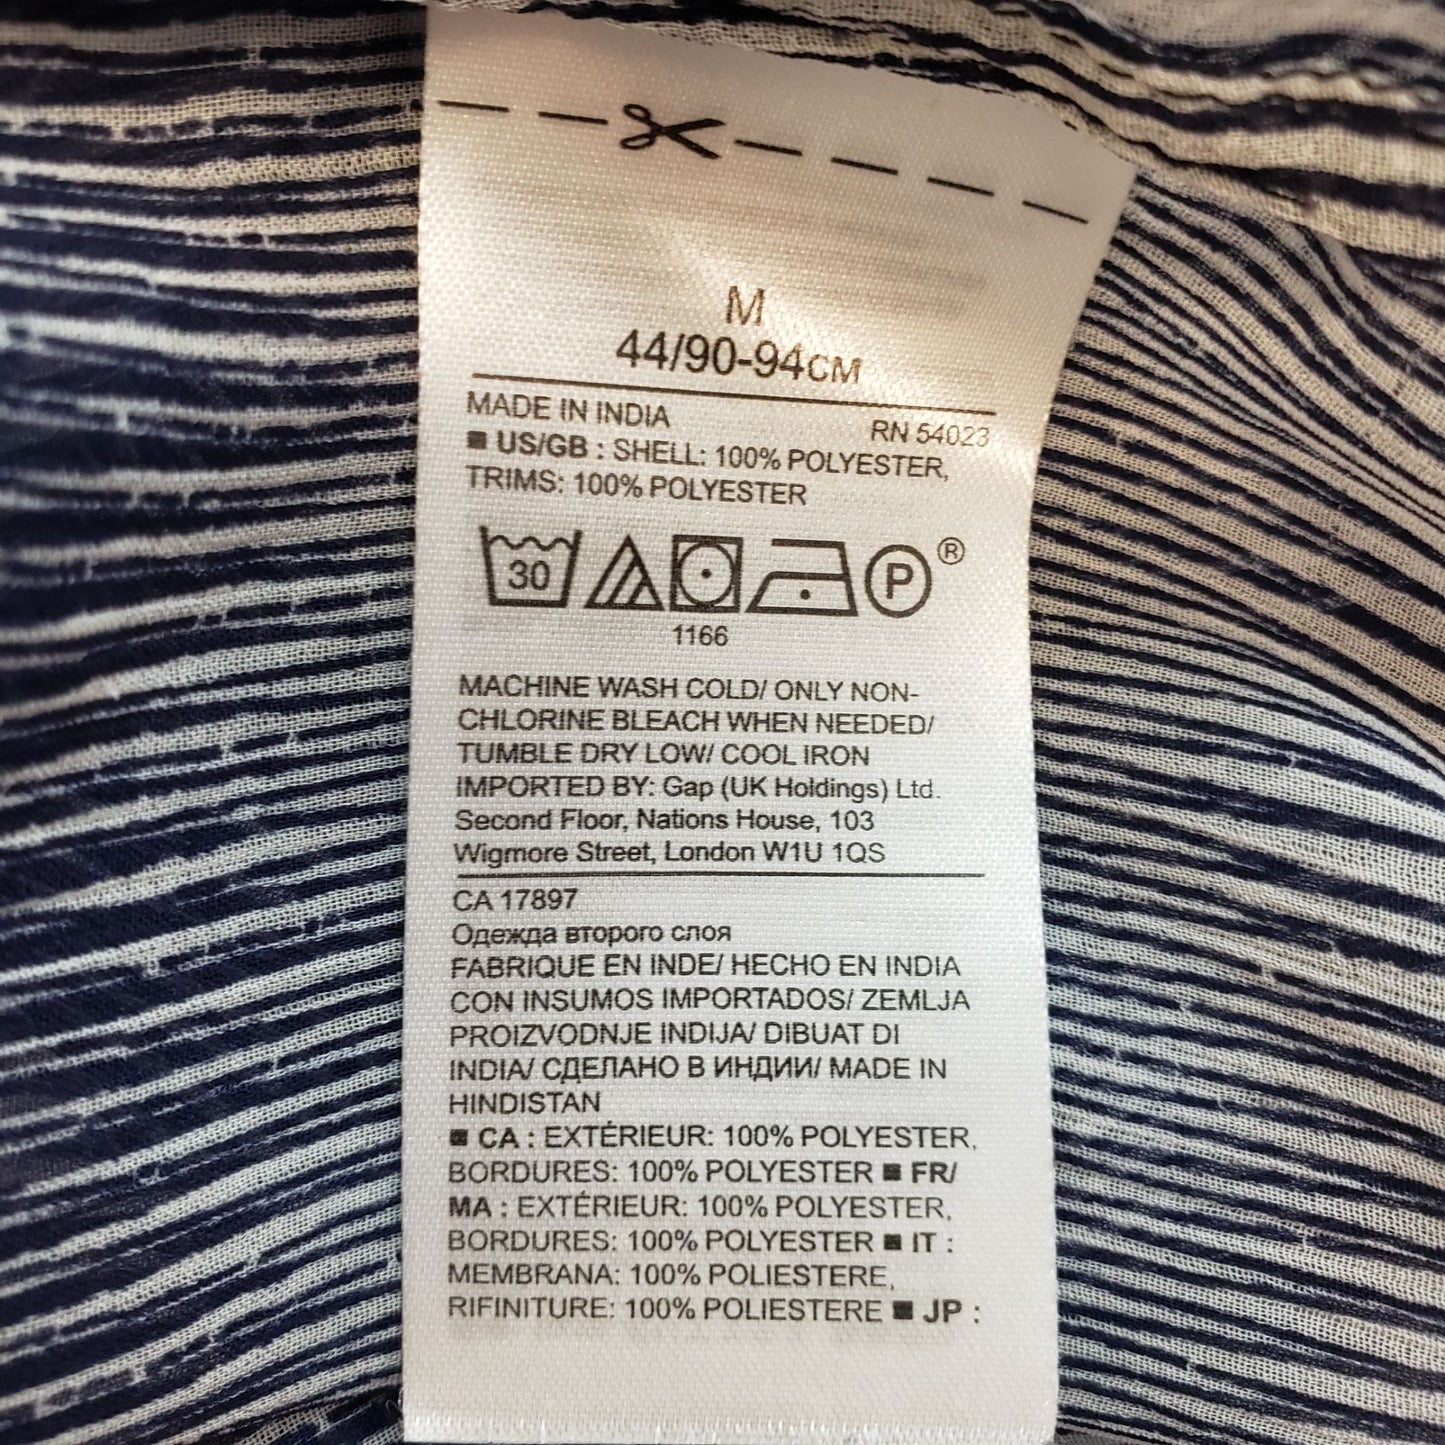 M
44/90-94CM
MADE IN INDIA
RN 54023
■ US/GB : SHELL: 100% POLYESTER,
TRIMS: 100% POLYESTER
30 P ®
1166
MACHINE WASH COLD/ ONLY NON-
CHLORINE BLEACH WHEN NEEDED/
TUMBLE DRY LOW/ COOL IRON
IMPORTED BY: Gap (UK Holdings) Ltd.
Second Floor, Nations House, 103
Wigmore Street, London W1U 1QS
CA 17897
Одежда второго слоя
FABRIQUE EN INDE/ HECHO EN INDIA
CON INSUMOS IMPORTADOS/ ZEMLJA
PROIZVODNJE INDIJA/ DIBUAT DI
INDIA/ СДЕЛАНО В ИНДИИ/ MADE IN
HINDISTAN
■ CA : EXTÉRIEUR: 100% POLYESTER,
BORDURES: 100% POLYESTER ■ FR/
MA : EXTÉRIEUR: 100% POLYESTER,
BORDURES: 100% POLYESTER ■ IT :
MEMBRANA: 100% POLIESTERE,
RIFINITURE: 100% POLIESTERE ■ JP :